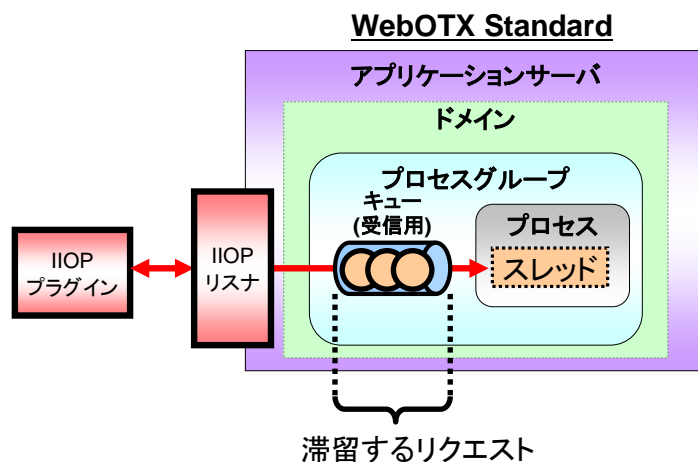 WebOTX Standard
アプリケーションサーバ
ドメイン
プロセスグループ
キュー
(受信用)
プロセス
スレッド
IIOP
リスナ
IIOP
プラグイン
滞留するリクエスト